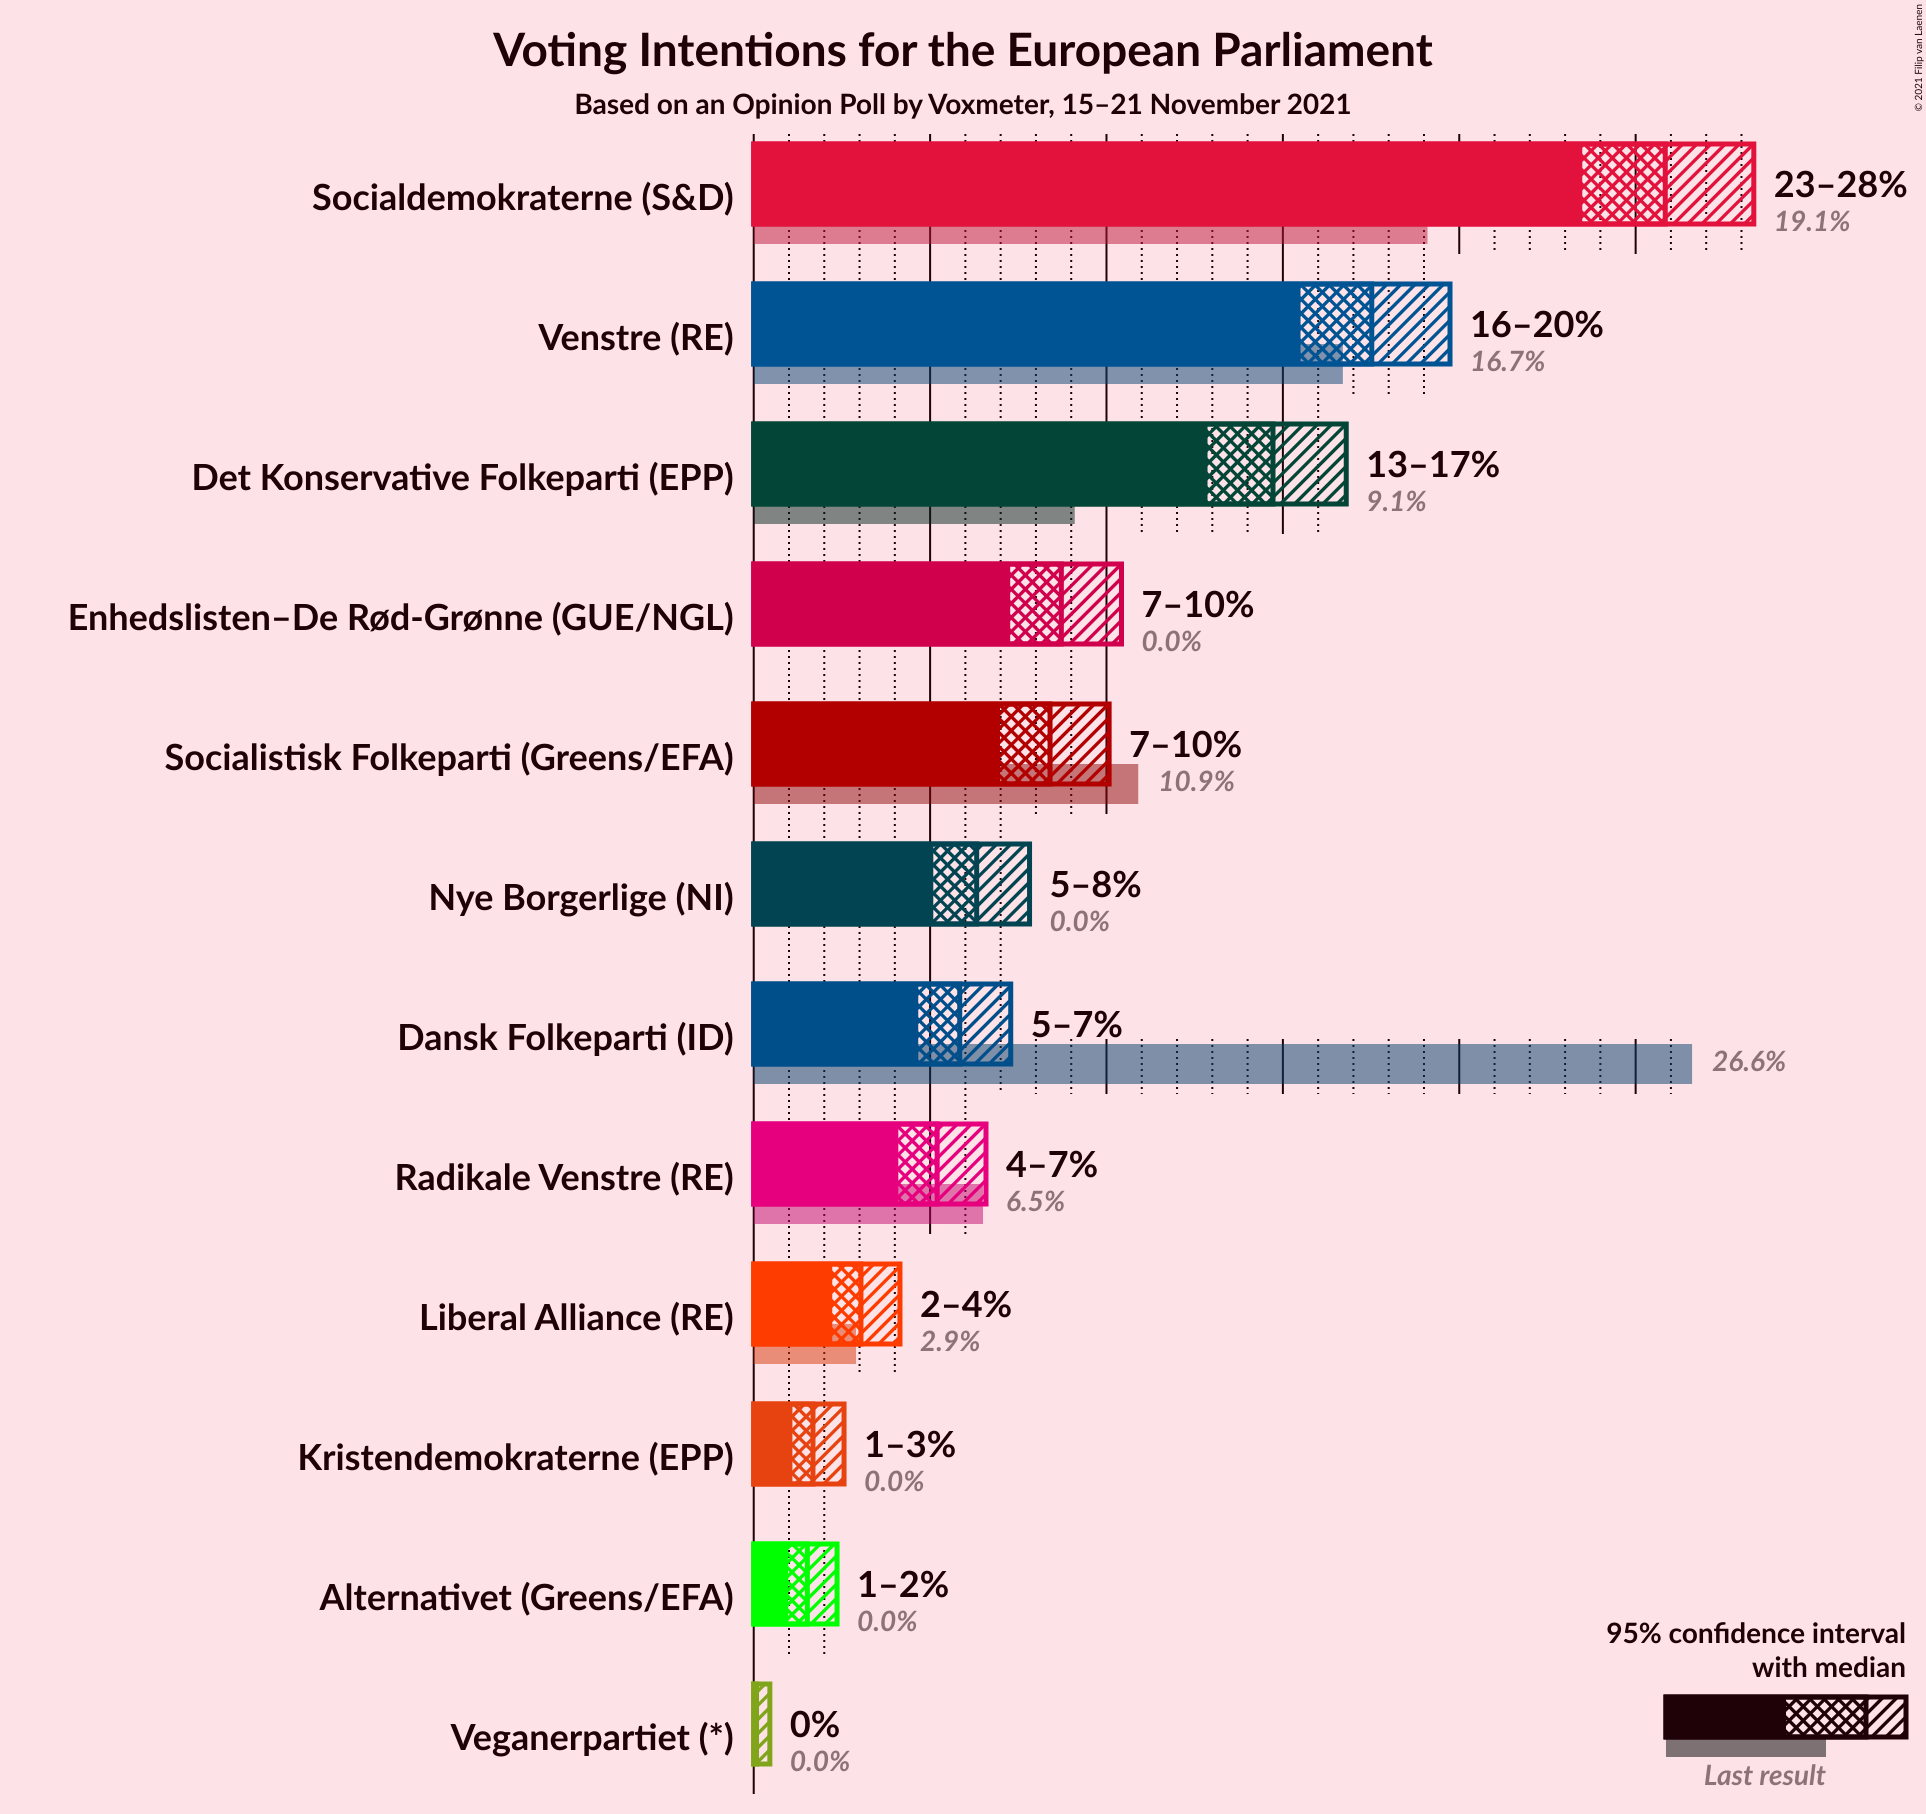 Voting Intentions for the European Parliament
Based on an Opinion Poll by Voxmeter, 15–21 November 2021
© 2021 Filip van Laenen
Socialdemokraterne (S&D)
23–28%
19.1%
Venstre (RE)
16–20%
16.7%
Det Konservative Folkeparti (EPP)
13–17%
9.1%
Enhedslisten–De Rød-Grønne (GUE/NGL)
7–10%
0.0%
Socialistisk Folkeparti (Greens/EFA)
7–10%
10.9%
Nye Borgerlige (NI)
5–8%
0.0%
Dansk Folkeparti (ID)
5–7%
26.6%
Radikale Venstre (RE)
4–7%
6.5%
Liberal Alliance (RE)
2–4%
2.9%
Kristendemokraterne (EPP)
1–3%
0.0%
Alternativet (Greens/EFA)
1–2%
0.0%
Veganerpartiet (*)
0%
0.0%
95% confidence interval
with median
Last result